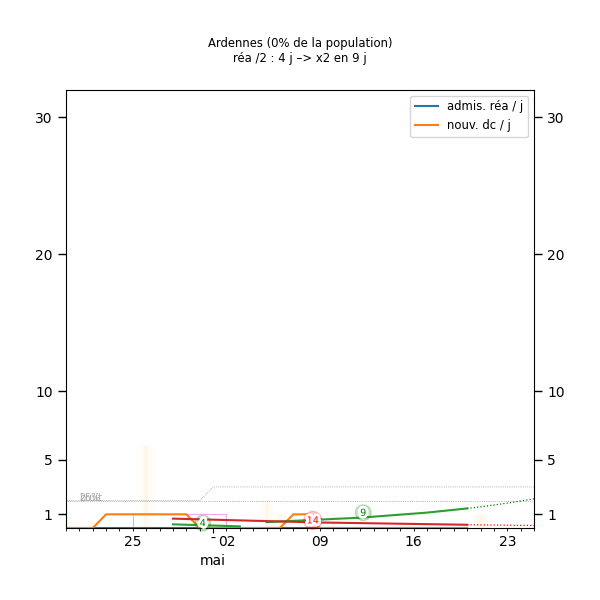 Ardennes (0% de la population)
réa /2 : 4 j –> x2 en 9 j
admis. réa / j
nouv. dc / j
30 30
20 20
10 10
5 5
1 1
4
14
9
25 - 02 09 16 23
mai